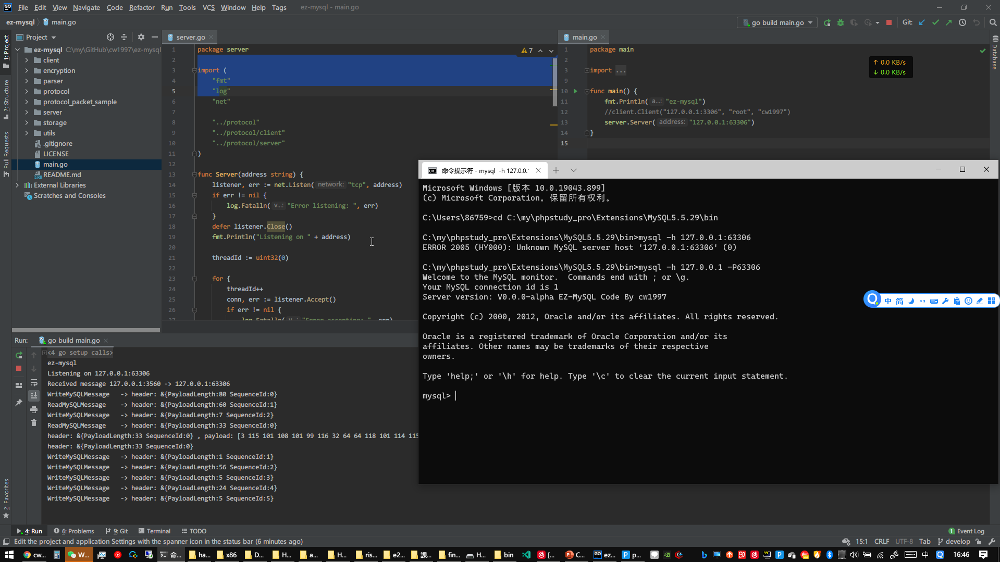 GO File Edit View Navigate Code Refactor Run Tools VCS Window Help Tags ez-mysql - main.go
ez-mysql main.go go build main.go Git:
Project
server.go
main.go
1: Project
7: Structure
Pull Requests
2: Favorites
Database
ez-mysql C:\my\GitHub\cw1997\ez-mysql
client
encryption
parser
protocol
protocol_packet_sample
server
storage
utils
.gitignore
LICENSE
main.go
README.md
External Libraries
Scratches and Consoles
7
1 package server
2
3 import (
4 "fmt"
5 "log"
6 "net"
7
8 "../protocol"
9 "../protocol/client"
10 "../protocol/server"
11 )
12
13 func Server(address string) {
14 listener, err := net.Listen( network: "tcp", address)
15 if err != nil {
16 log.Fatalln( v...: "Error listening: ", err)
17 }
18 defer listener.Close()
19 fmt.Println("Listening on " + address)
20
21 threadId := uint32(0)
22
23 for {
24 threadId++
25 conn, err := listener.Accept()
26 if err != nil {
27 log.Fatalln( v...: "Error accepting: ", err)
1 package main
2
3 import ...
9
10 func main() {
11 fmt.Println( a...: "ez-mysql")
12 //client.Client("127.0.0.1:3306", "root", "cw1997")
13 server.Server( address: "127.0.0.1:63306")
14 }
15
↑ 0.0 KB/s
↓ 0.0 KB/s
命令提示符 - mysql -h 127.0.0.
Microsoft Windows [版本 10.0.19043.899]
(c) Microsoft Corporation。保留所有权利。
C:\Users\86759>cd C:\my\phpstudy_pro\Extensions\MySQL5.5.29\bin
C:\my\phpstudy_pro\Extensions\MySQL5.5.29\bin>mysql -h 127.0.0.1:63306
ERROR 2005 (HY000): Unknown MySQL server host '127.0.0.1:63306' (0)
C:\my\phpstudy_pro\Extensions\MySQL5.5.29\bin>mysql -h 127.0.0.1 -P63306
Welcome to the MySQL monitor.  Commands end with ; or \g.
Your MySQL connection id is 1
Server version: V0.0.0-alpha EZ-MySQL Code By cw1997
Copyright (c) 2000, 2012, Oracle and/or its affiliates. All rights reserved.
Oracle is a registered trademark of Oracle Corporation and/or its
affiliates. Other names may be trademarks of their respective
owners.
Type 'help;' or '\h' for help. Type '\c' to clear the current input statement.
mysql>
中 简
Run: go build main.go
<4 go setup calls>
ez-mysql
Listening on 127.0.0.1:63306
Received message 127.0.0.1:3560 -> 127.0.0.1:63306
WriteMySQLMessage -> header: &{PayloadLength:80 SequenceId:0}
ReadMySQLMessage -> header: &{PayloadLength:60 SequenceId:1}
WriteMySQLMessage -> header: &{PayloadLength:7 SequenceId:2}
ReadMySQLMessage -> header: &{PayloadLength:33 SequenceId:0}
header: &{PayloadLength:33 SequenceId:0} , payload: [3 115 101 108 101 99 116 32 64 64 118 101 114 115
header: &{PayloadLength:33 SequenceId:0}
WriteMySQLMessage -> header: &{PayloadLength:1 SequenceId:1}
WriteMySQLMessage -> header: &{PayloadLength:56 SequenceId:2}
WriteMySQLMessage -> header: &{PayloadLength:5 SequenceId:3}
WriteMySQLMessage -> header: &{PayloadLength:24 SequenceId:4}
WriteMySQLMessage -> header: &{PayloadLength:5 SequenceId:5}
4: Run 6: Problems 9: Git Terminal TODO 1 Event Log
Edit the project and application Settings with the spanner icon in the status bar (6 minutes ago) 15:1 CRLF UTF-8 Tab develop
cw... W... 命... ha... x86 D... H... a... H... ris... e2... 課... fin... H... bin [... C... ez... p... 中 16:46